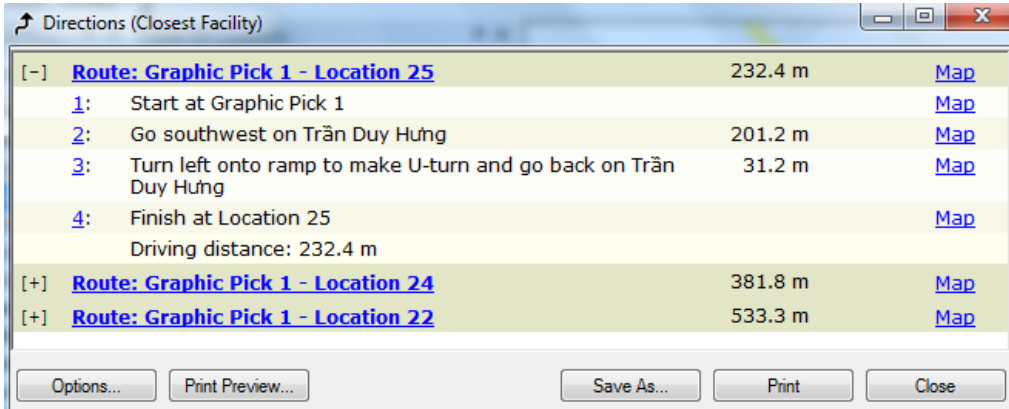 Directions (Closest Facility)
[-] Route: Graphic Pick 1 - Location 25 232.4 m Map
1: Start at Graphic Pick 1 Map
2: Go southwest on Trần Duy Hưng 201.2 m Map
3: Turn left onto ramp to make U-turn and go back on Trần 31.2 m Map
Duy Hưng
4: Finish at Location 25 Map
Driving distance: 232.4 m
[+] Route: Graphic Pick 1 - Location 24 381.8 m Map
[+] Route: Graphic Pick 1 - Location 22 533.3 m Map
Options... Print Preview... Save As... Print Close